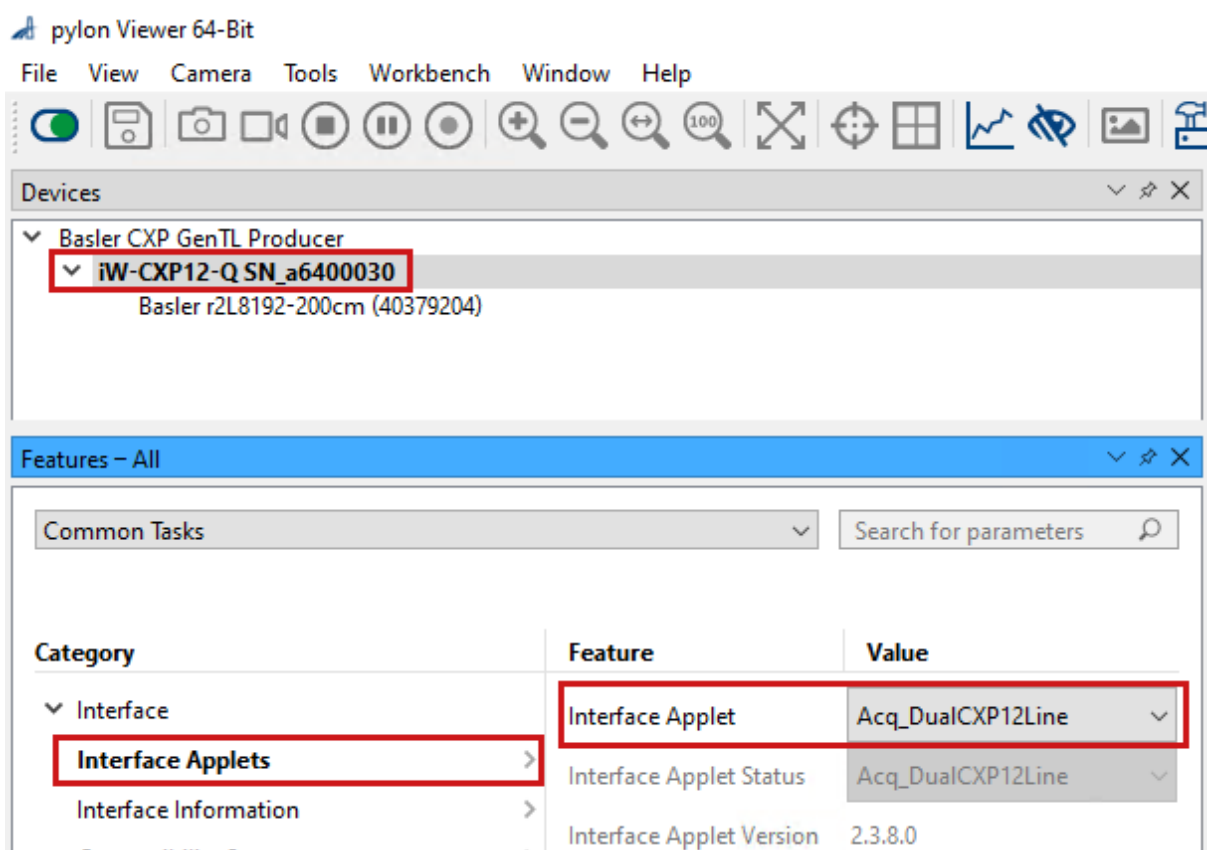 pylon Viewer 64-Bit
File View Camera Tools Workbench Window Help
100
Devices
Basler CXP GenTL Producer
iW-CXP12-Q SN_a6400030
Basler r2L8192-200cm (40379204)
Features – All
Common Tasks
Search for parameters
Category Feature Value
Interface
Interface Applet Acq_DualCXP12Line
Interface Applets
Interface Applet Status Acq_DualCXP12Line
Interface Information
Interface Applet Version 2.3.8.0